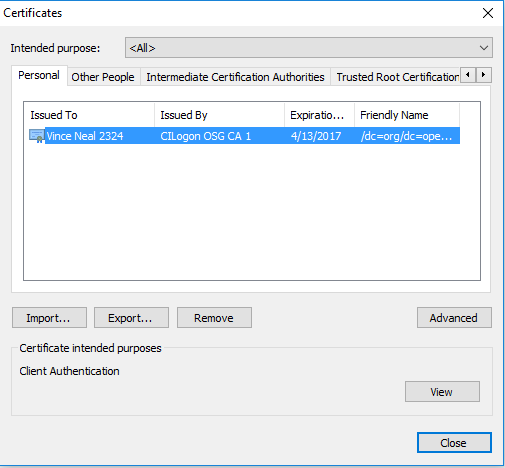 Certificates
Intended purpose: <All>
Personal Other People Intermediate Certification Authorities Trusted Root Certification
Issued To Issued By Expiratio... Friendly Name
Vince Neal 2324 CILogon OSG CA 1 4/13/2017 /dc=org/dc=ope...
Import... Export... Remove Advanced
Certificate intended purposes
Client Authentication
View
Close